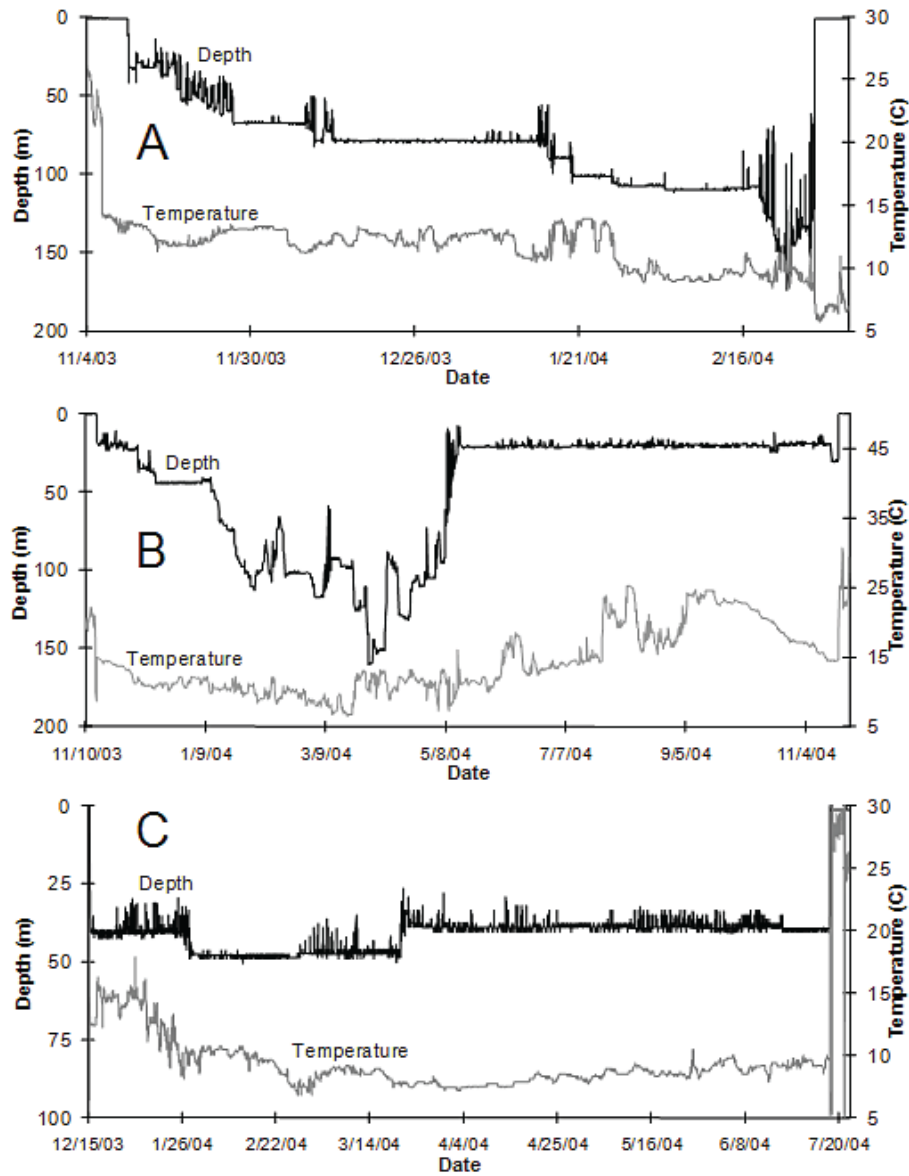 0 30
Depth
50 25
A 20
100
Temperature 15
150 10
200 5
11/4/03 11/30/03 12/26/03 1/21/04 2/16/04
Date
Depth (m)
Temperature (C)
0
45
Depth
50
35
B
100
25
150 Temperature 15
200 5
11/10/03 1/9/04 3/9/04 5/8/04 7/7/04 9/5/04 11/4/04
Date
Depth (m)
Temperature (C)
0 30
C
Depth
25 25
20
50
15
75 Temperature 10
100 5
12/15/03 1/26/04 2/22/04 3/14/04 4/4/04 4/25/04 5/16/04 6/8/04 7/20/04
Date
Depth (m)
Temperature (C)